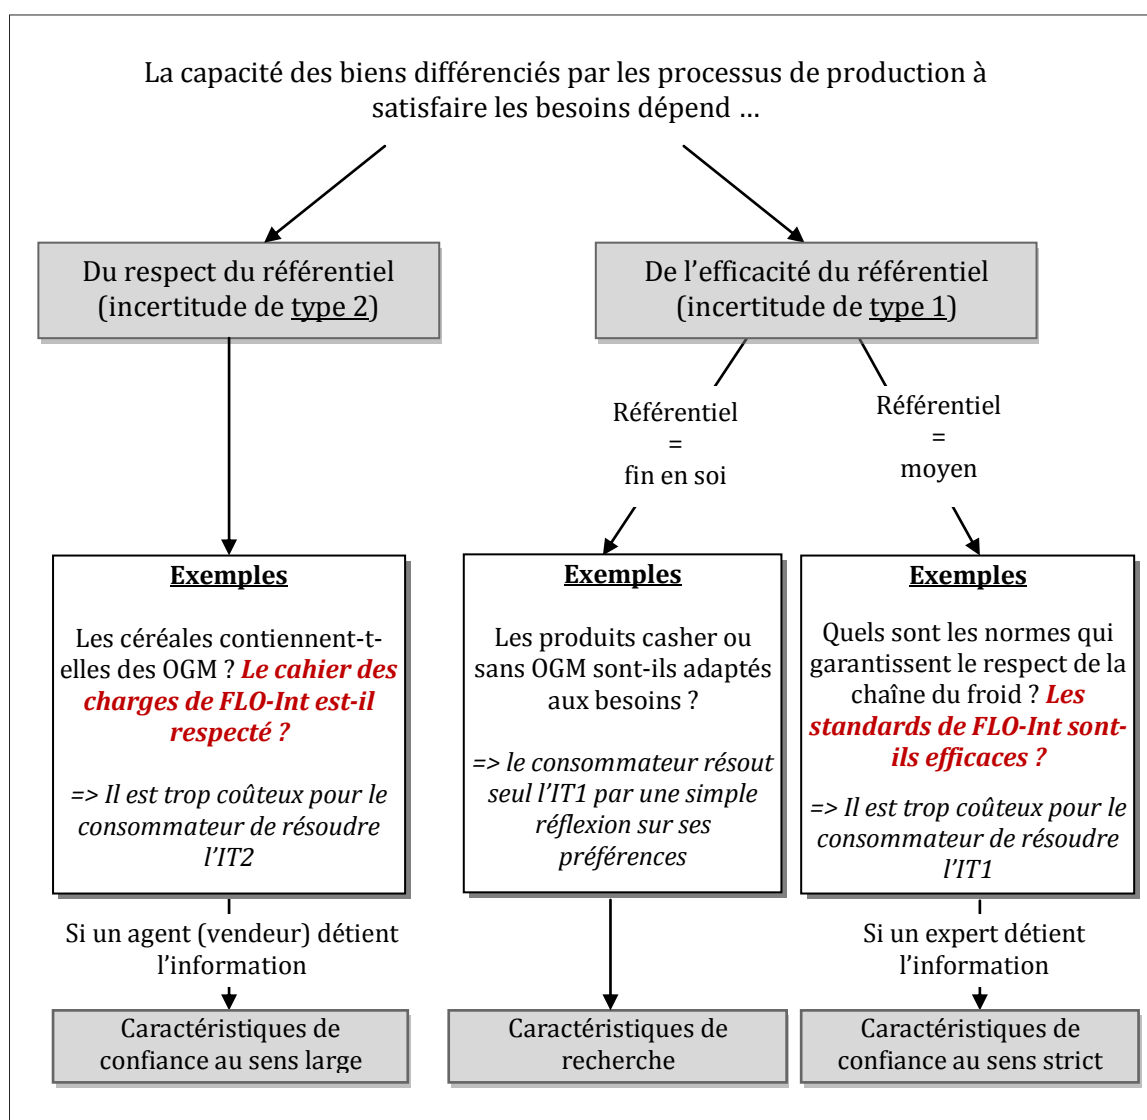 La capacité des biens différenciés par les processus de production à
satisfaire les besoins dépend …
Du respect du référentiel
(incertitude de type 2)
De l’efficacité du référentiel
(incertitude de type 1)
Référentiel
=
fin en soi
Référentiel
=
moyen
Exemples
Les céréales contiennent-t-
elles des OGM ? Le cahier des
charges de FLO-Int est-il
respecté ?
=> Il est trop coûteux pour le
consommateur de résoudre
l’IT2
Exemples
Les produits casher ou
sans OGM sont-ils adaptés
aux besoins ?
=> le consommateur résout
seul l’IT1 par une simple
réflexion sur ses
préférences
Exemples
Quels sont les normes qui
garantissent le respect de la
chaîne du froid ? Les
standards de FLO-Int sont-
ils efficaces ?
=> Il est trop coûteux pour le
consommateur de résoudre
l’IT1
Si un agent (vendeur) détient
l’information
Si un expert détient
l’information
Caractéristiques de
confiance au sens large
Caractéristiques de
recherche
Caractéristiques de
confiance au sens strict